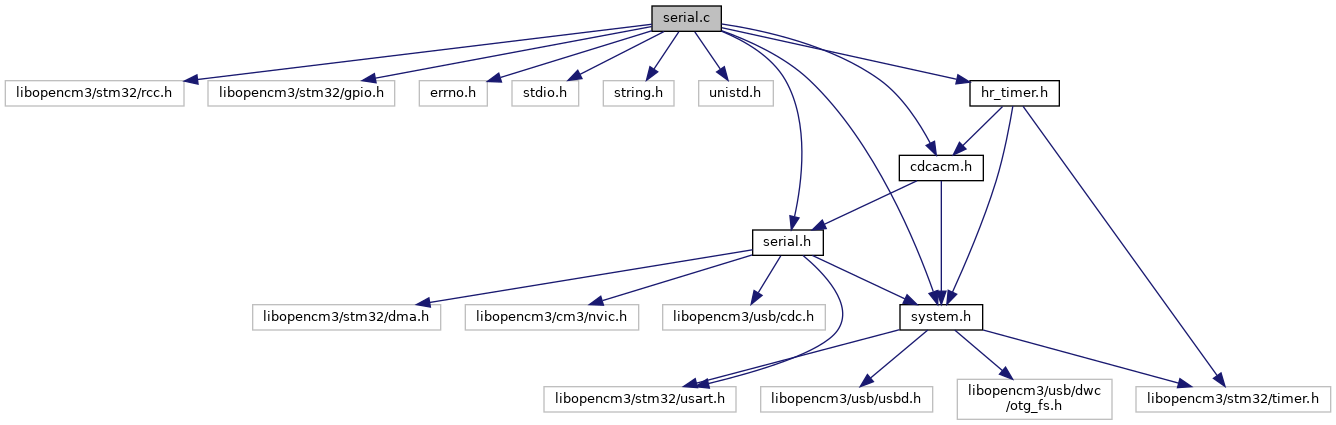 serial.c
libopencm3/stm32/rcc.h
libopencm3/stm32/gpio.h
errno.h
stdio.h
string.h
unistd.h
hr_timer.h
cdcacm.h
serial.h
libopencm3/stm32/dma.h
libopencm3/cm3/nvic.h
libopencm3/usb/cdc.h
system.h
libopencm3/stm32/usart.h
libopencm3/usb/usbd.h
libopencm3/usb/dwc
/otg_fs.h
libopencm3/stm32/timer.h